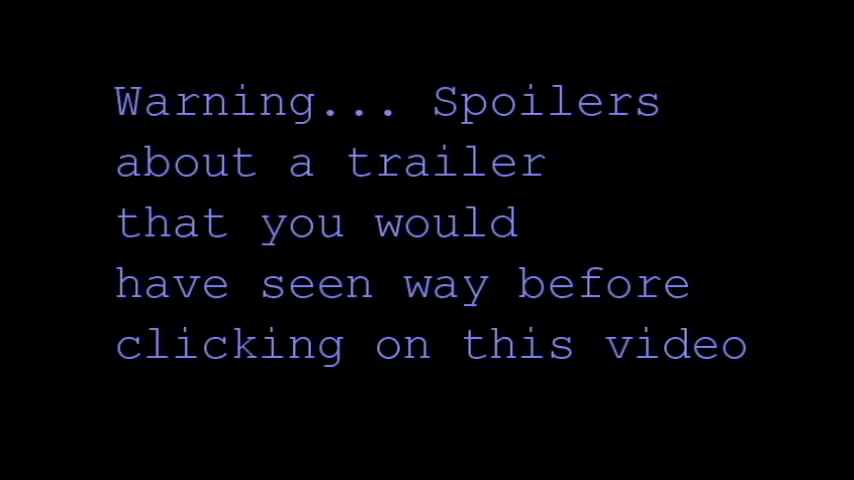 Warning... Spoilers
about a trailer
that you would
have seen way before
clicking on this video